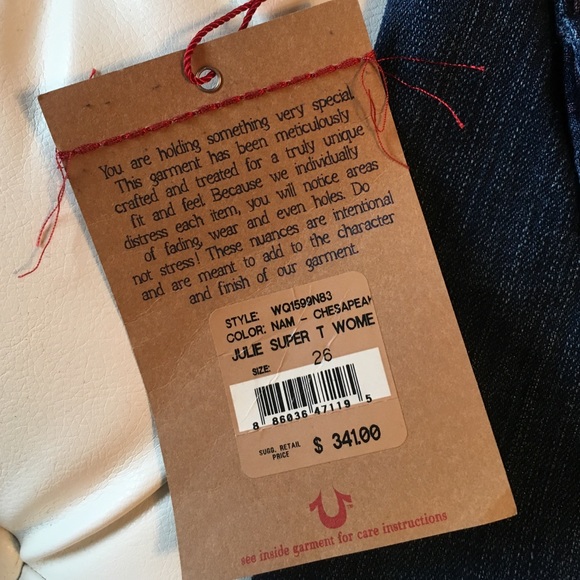 You are holding something very special.
This garment has been meticulously
crafted and treated for a truly unique
fit and feel. Because we individually
distress each item, you will notice areas
of fading, wear and even holes. Do
not stress! These nuances are intentional
and are meant to add to the character
and finish of our garment.
STYLE: WQ1599NB3
COLOR: NAM - CHESAPEAK
JULIE SUPER T WOME
SIZE: 26
8 86036 47119 5
SUGG. RETAIL
PRICE $ 341.00
see inside garment for care instructions